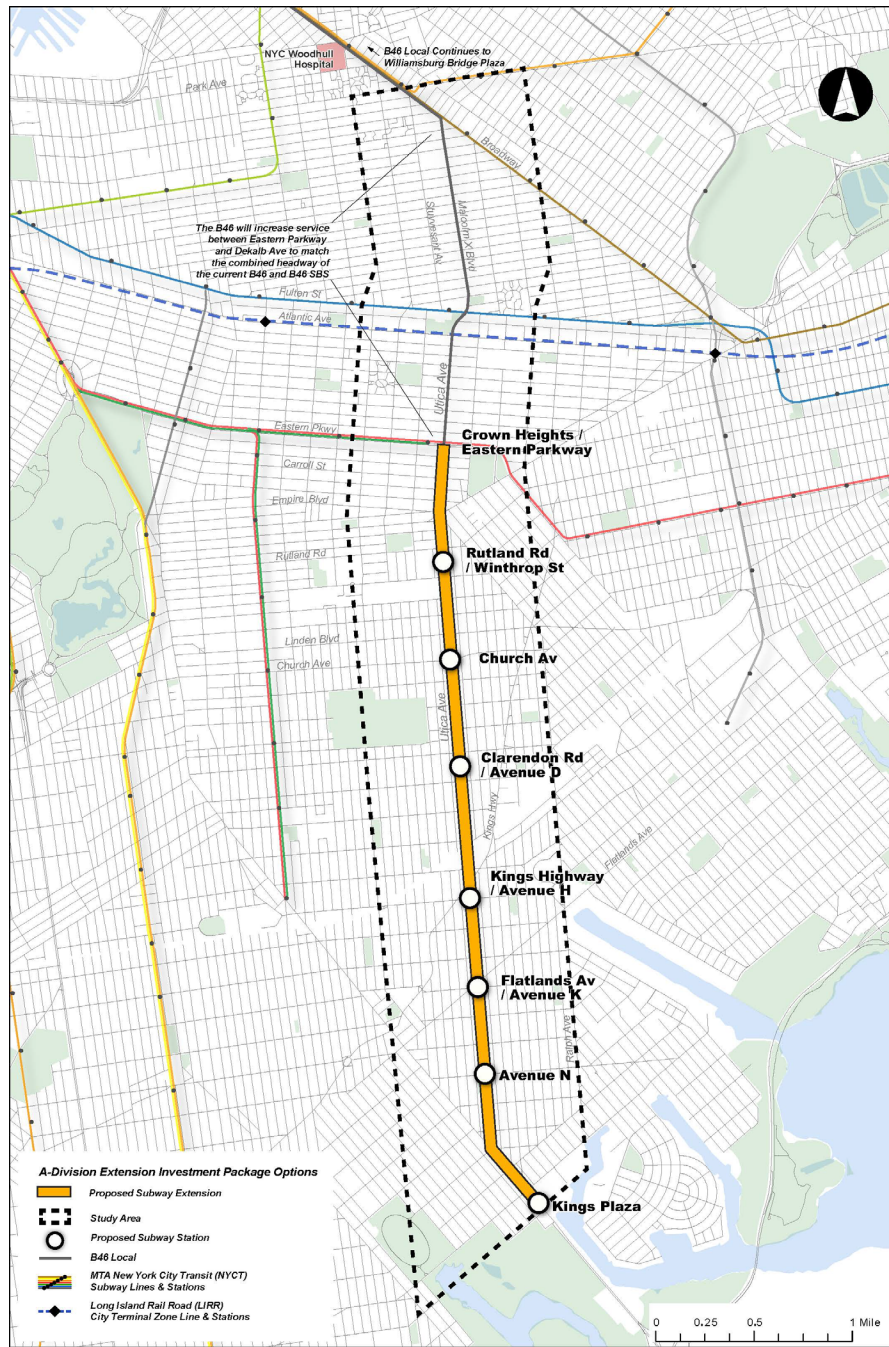 NYC Woodhull
Hospital
B46 Local Continues to
Williamsburg Bridge Plaza
Park Ave
Broadway
Stuyvesant Av
Malcolm X Blvd
The B46 will increase service
between Eastern Parkway
and Dekalb Ave to match
the combined headway of
the current B46 and B46 SBS
Fulton St
Atlantic Ave
Utica Ave
Eastern Pkwy
Crown Heights /
Eastern Parkway
Carroll St
Empire Blvd
Rutland Rd
Rutland Rd
/ Winthrop St
Linden Blvd
Church Ave
Church Av
Utica Ave
Clarendon Rd
/ Avenue D
Kings Hwy
Flatlands Ave
Kings Highway
/ Avenue H
Flatlands Av
/ Avenue K
Ralph Ave
Avenue N
Kings Plaza
A-Division Extension Investment Package Options
Proposed Subway Extension
Study Area
Proposed Subway Station
B46 Local
MTA New York City Transit (NYCT)
Subway Lines & Stations
Long Island Rail Road (LIRR)
City Terminal Zone Line & Stations
0 0.25 0.5 1 Mile